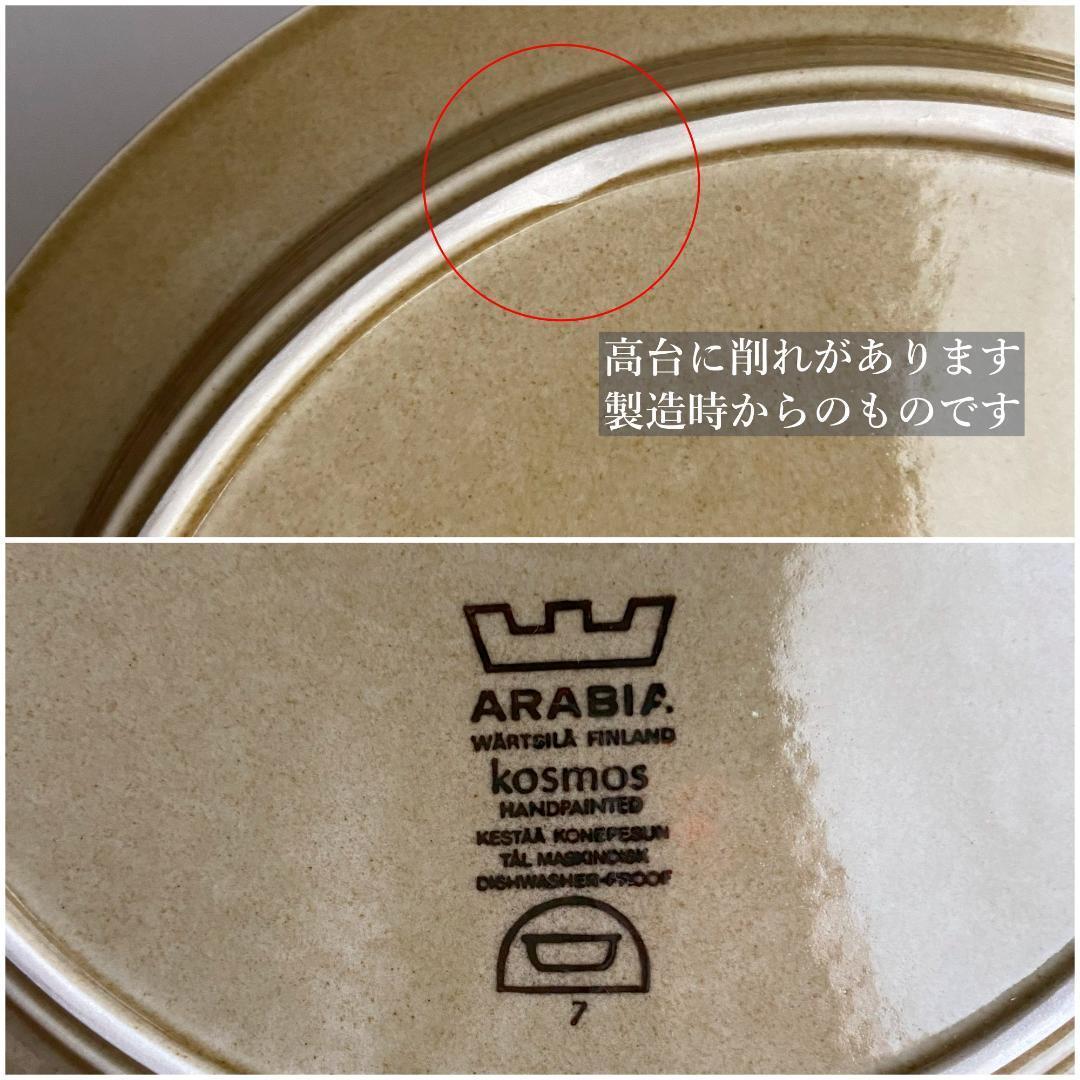 高台に削れがあります
製造時からのものです
ARABIA
WÄRTSILÄ FINLAND
kosmos
HANDPAINTED
KESTÄÄ KONEPESUN
TÅL MASKINDISK
DISHWASHER-PROOF
7